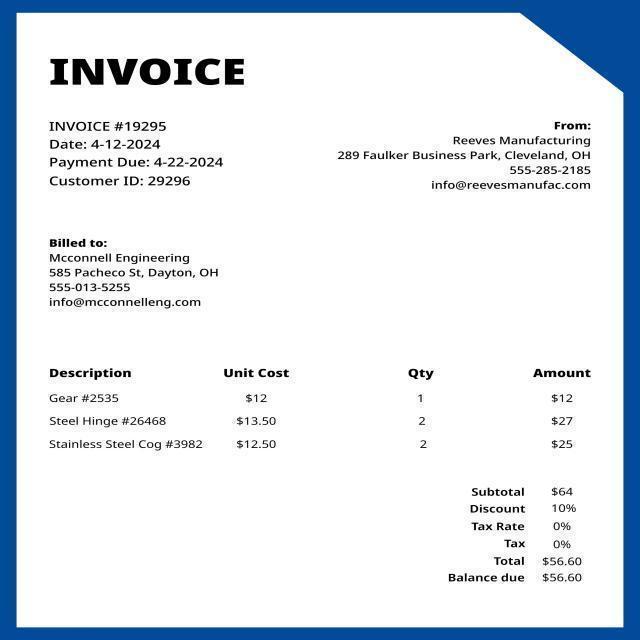 INVOICE
INVOICE #19295
Date: 4-12-2024
Payment Due: 4-22-2024
Customer ID: 29296
From:
Reeves Manufacturing
289 Faulker Business Park, Cleveland, OH
555-285-2185
info@reevesmanufac.com
Billed to:
Mcconnell Engineering
585 Pacheco St, Dayton, OH
555-013-5255
info@mcconnelleng.com
Description Unit Cost Qty Amount
Gear #2535 $12 1 $12
Steel Hinge #26468 $13.50 2 $27
Stainless Steel Cog #3982 $12.50 2 $25
Subtotal $64
Discount 10%
Tax Rate 0%
Tax 0%
Total $56.60
Balance due $56.60